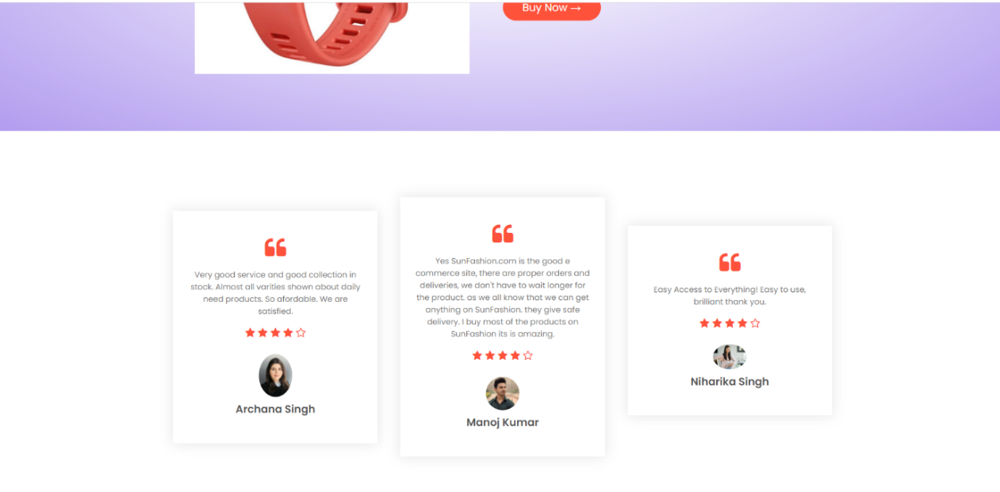 Buy Now →
Very good service and good collection in
stock. Almost all varities shown about daily
need products. So afordable. We are
satisfied.
Archana Singh
Yes SunFashion.com is the good e
commerce site, there are proper orders and
deliveries, we don't have to wait longer for
the product. as we all know that we can get
anything on SunFashion. they give safe
delivery. I buy most of the products on
SunFashion its is amazing.
Manoj Kumar
Easy Access to Everything! Easy to use,
brilliant thank you.
Niharika Singh